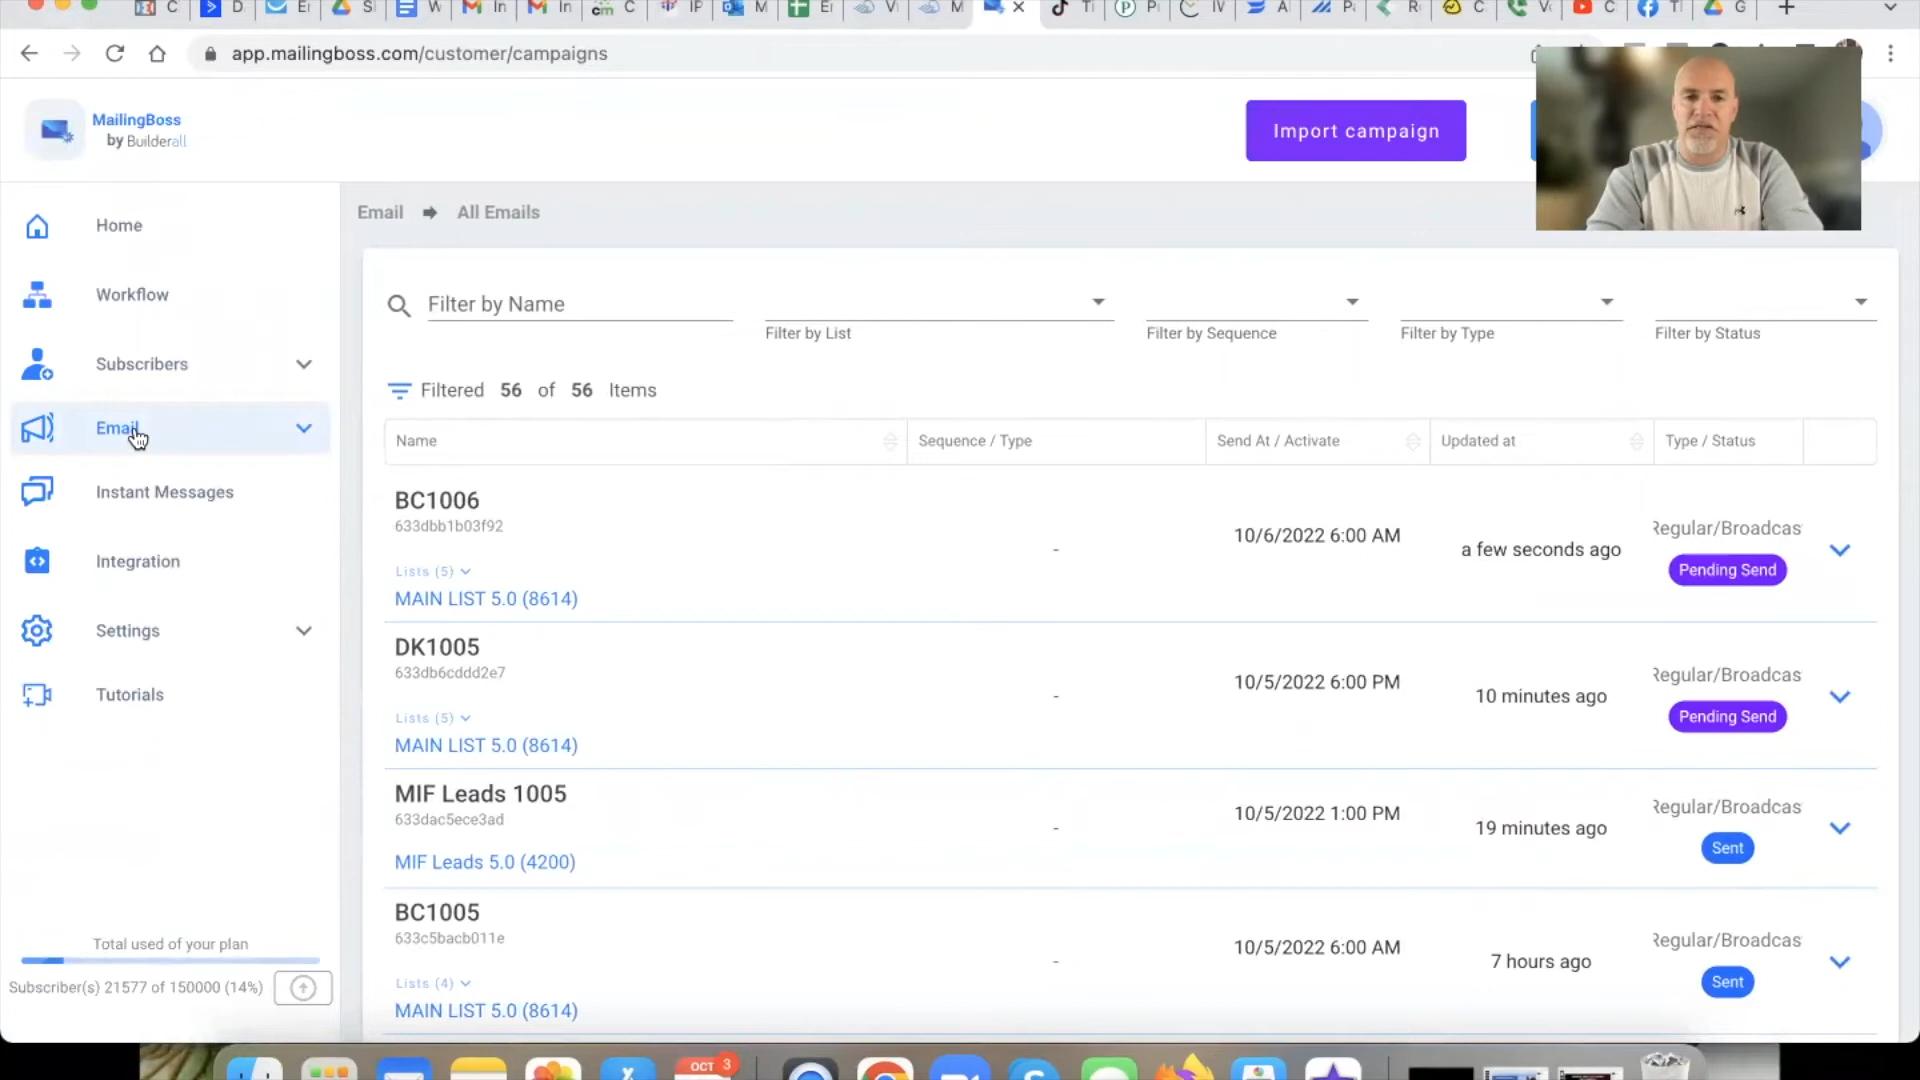 app.mailingboss.com/customer/campaigns
MailingBoss
by Builderall
Import campaign
Home
Workflow
Subscribers
Email
Instant Messages
Integration
Settings
Tutorials
Total used of your plan
Subscriber(s) 21577 of 150000 (14%)
Email All Emails
Filter by Name
Filter by List
Filter by Sequence
Filter by Type
Filter by Status
Filtered 56 of 56 Items
Name Sequence / Type Send At / Activate Updated at Type / Status
BC1006
633dbb1b03f92
Lists (5)
MAIN LIST 5.0 (8614)
-
10/6/2022 6:00 AM
a few seconds ago
Regular/Broadcas
Pending Send
DK1005
633db6cddd2e7
Lists (5)
MAIN LIST 5.0 (8614)
-
10/5/2022 6:00 PM
10 minutes ago
Regular/Broadcas
Pending Send
MIF Leads 1005
633dac5ece3ad
MIF Leads 5.0 (4200)
-
10/5/2022 1:00 PM
19 minutes ago
Regular/Broadcas
Sent
BC1005
633c5bacb011e
Lists (4)
MAIN LIST 5.0 (8614)
-
10/5/2022 6:00 AM
7 hours ago
Regular/Broadcas
Sent
OCT 3